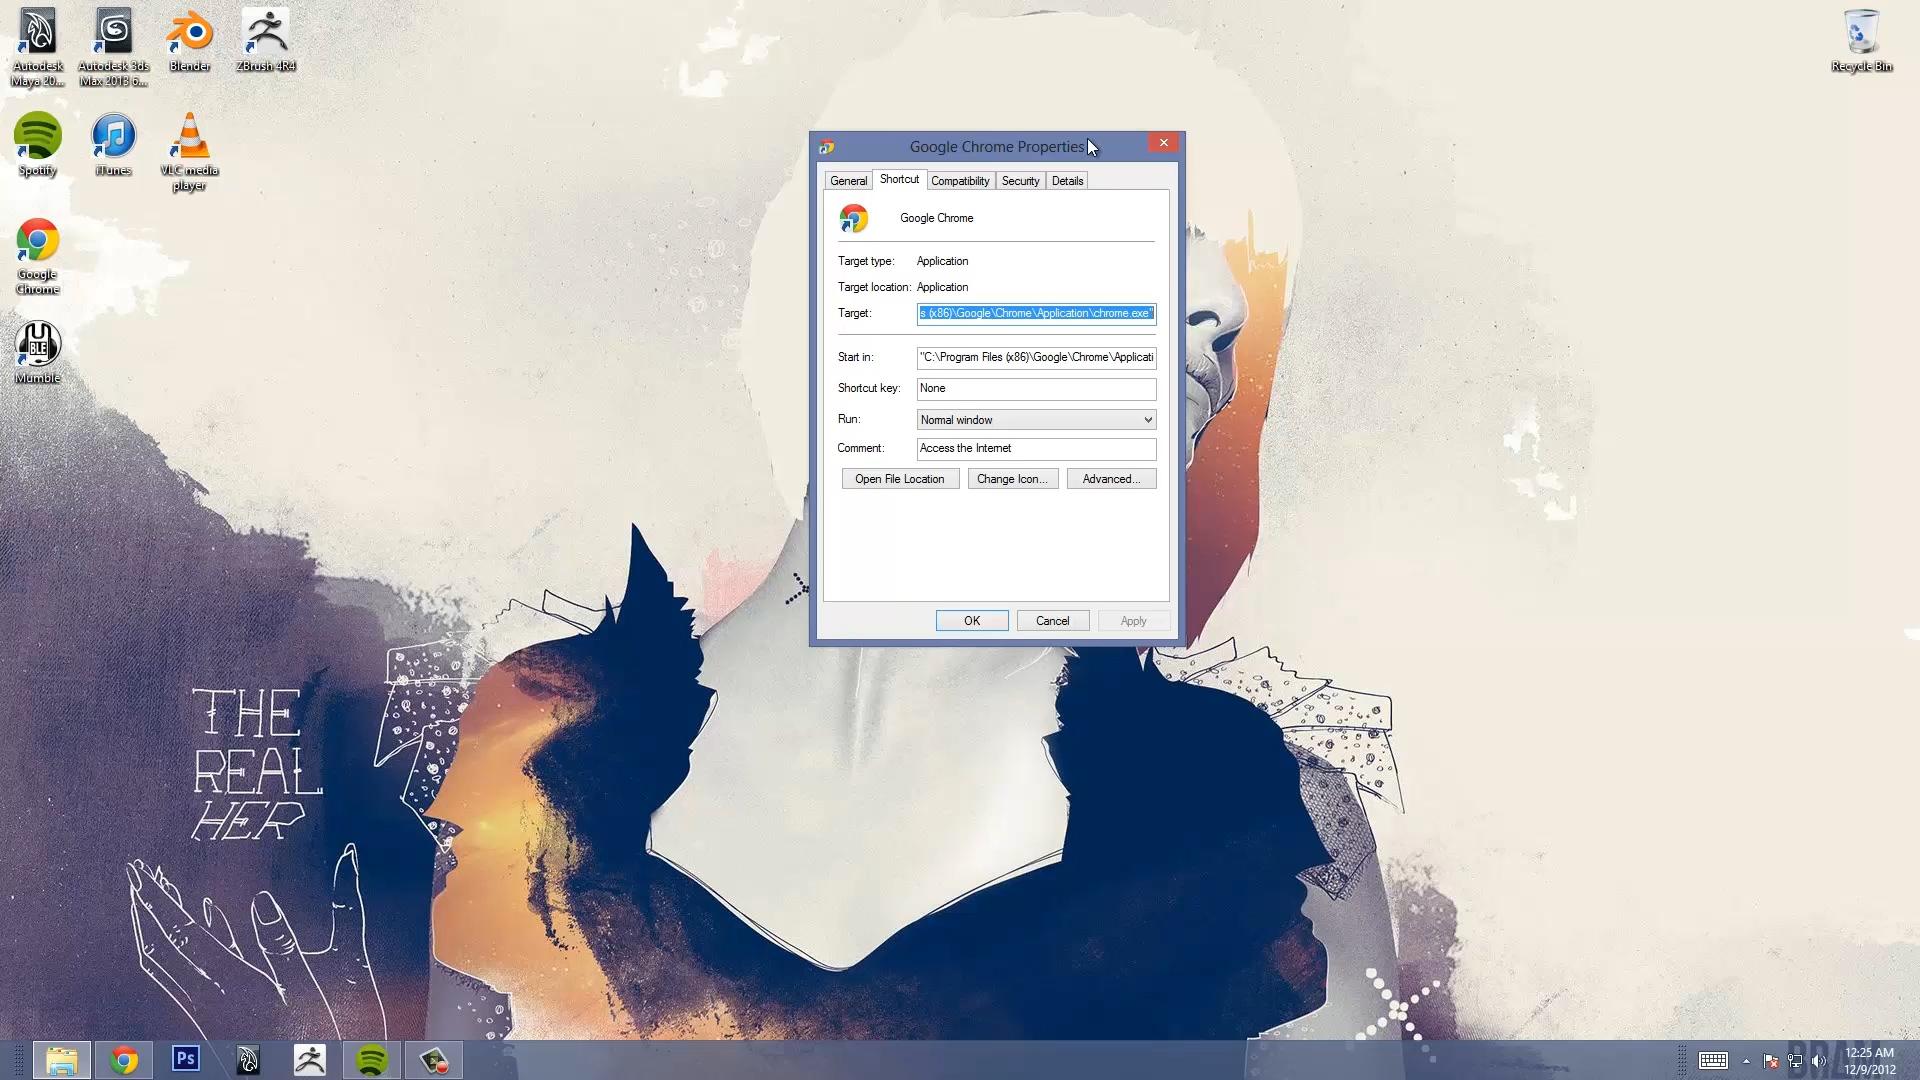 Autodesk
Maya 20...
Autodesk 3ds
Max 2013 6...
Blender
ZBrush 4R4
Recycle Bin
Spotify
iTunes
VLC media
player
Google
Chrome
UBLE
Mumble
Google Chrome Properties
General
Shortcut
Compatibility
Security
Details
Google Chrome
Target type:
Application
Target location:
Application
Target:
s (x86)\Google\Chrome\Application\chrome.exe"
Start in:
"C:\Program Files (x86)\Google\Chrome\Applicati
Shortcut key:
None
Run:
Normal window
Comment:
Access the Internet
Open File Location
Change Icon...
Advanced...
OK
Cancel
Apply
THE
REAL
HER
Ps
12:25 AM
12/9/2012